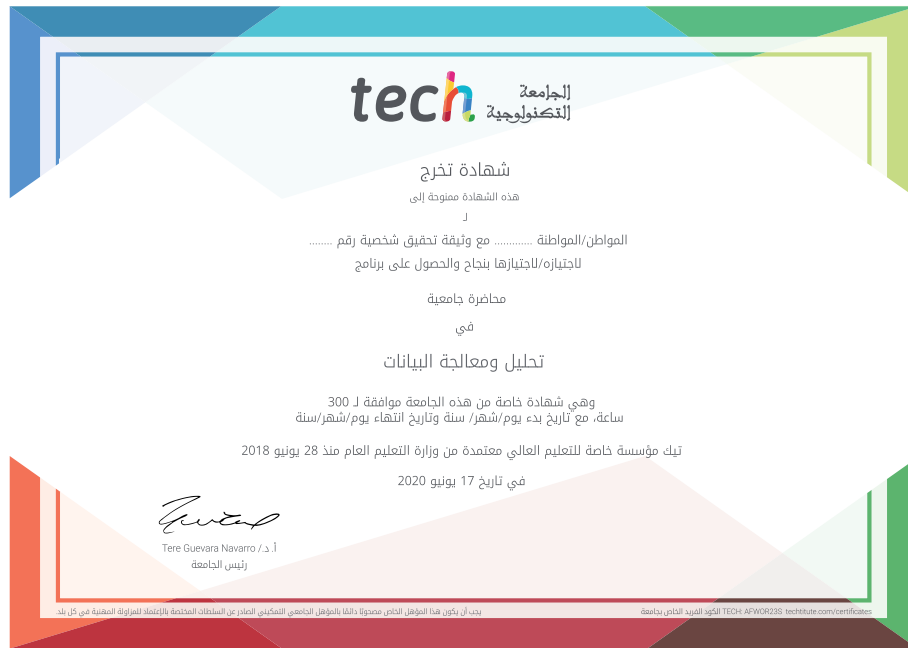 tech الجامعة
التكنولوجية
شهادة تخرج
هذه الشهادة ممنوحة إلى
لـ
المواطن/المواطنة ............. مع وثيقة تحقيق شخصية رقم ........
لاجتيازه/لاجتيازها بنجاح والحصول على برنامج
محاضرة جامعية
في
تحليل ومعالجة البيانات
وهي شهادة خاصة من هذه الجامعة موافقة لـ 300
ساعة، مع تاريخ بدء يوم/شهر/ سنة وتاريخ انتهاء يوم/شهر/سنة
تيك مؤسسة خاصة للتعليم العالي معتمدة من وزارة التعليم العام منذ 28 يونيو 2018
في تاريخ 17 يونيو 2020
أ. د./ Tere Guevara Navarro
رئيس الجامعة
يجب أن يكون هذا المؤهل الخاص مصحوبًا دائمًا بالمؤهل الجامعي التمكيني الصادر عن السلطات المختصة بالإعتماد للمزاولة المهنية في كل بلد.
الكود الفريد الخاص بجامعة TECH: AFWOR23S techtitute.com/certificates